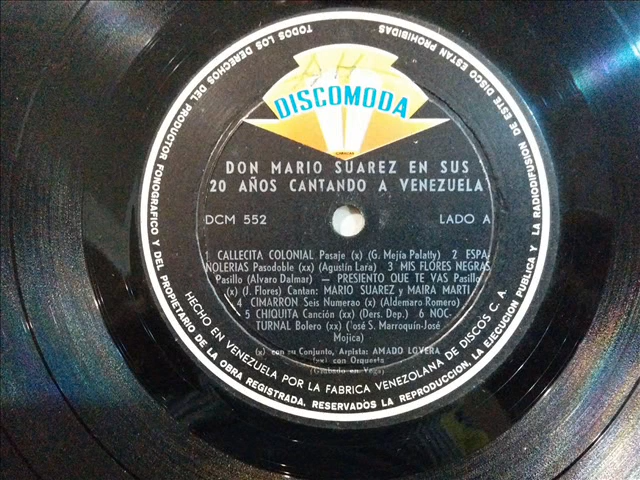 DISCOMODA
DON MARIO SUAREZ EN SUS
20 AÑOS CANTANDO A VENEZUELA
DCM 552 LADO A
1 CALLECITA COLONIAL Pasaje (x) (G. Mejía Palatty) 2 ESPA-
ÑOLERIAS Pasodoble (xx) (Agustín Lara) 3 MIS FLORES NEGRAS
Pasillo (Alvaro Dalmar) — PRESIENTO QUE TE VAS Pasillo
(x) (J. Flores) Cantan: MARIO SUAREZ y MAIRA MARTI
4 CIMARRON Seis Numerao (x) (Aldemaro Romero)
5 CHIQUITA Canción (xx) (Ders. Dep.) 6 NOC-
TURNAL Bolero (xx) (José S. Marroquín-José
Mojica)
(x) con su Conjunto, Arpista: AMADO LOVERA
(xx) con Orquesta
(Grabado en Vega)
HECHO EN VENEZUELA POR LA FABRICA VENEZOLANA DE DISCOS C. A.
TODOS LOS DERECHOS DEL PRODUCTOR FONOGRAFICO Y DEL PROPIETARIO DE LA OBRA REGISTRADA. RESERVADOS LA REPRODUCCION, LA EJECUCION PUBLICA Y LA RADIODIFUSION DE ESTE DISCO ESTAN PROHIBIDAS